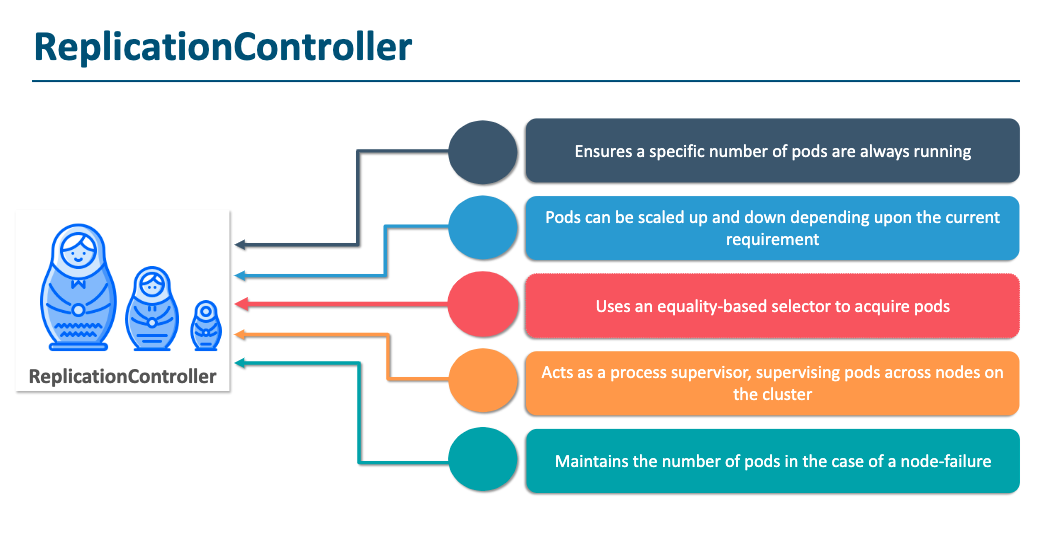 ReplicationController
Ensures a specific number of pods are always running
Pods can be scaled up and down depending upon the current
requirement
Uses an equality-based selector to acquire pods
Acts as a process supervisor, supervising pods across nodes on
the cluster
Maintains the number of pods in the case of a node-failure
ReplicationController